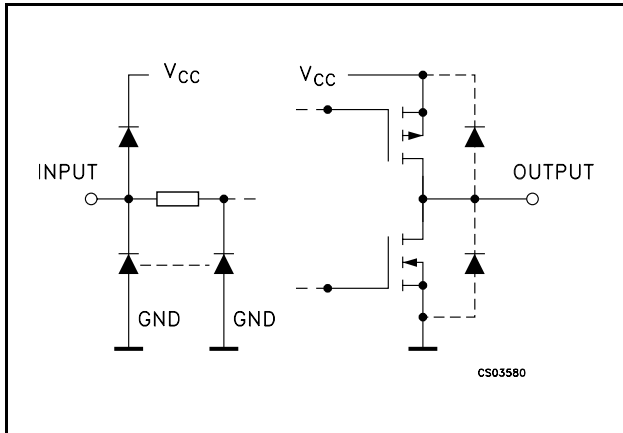 VCC
VCC
INPUT
OUTPUT
GND
GND
CS03580